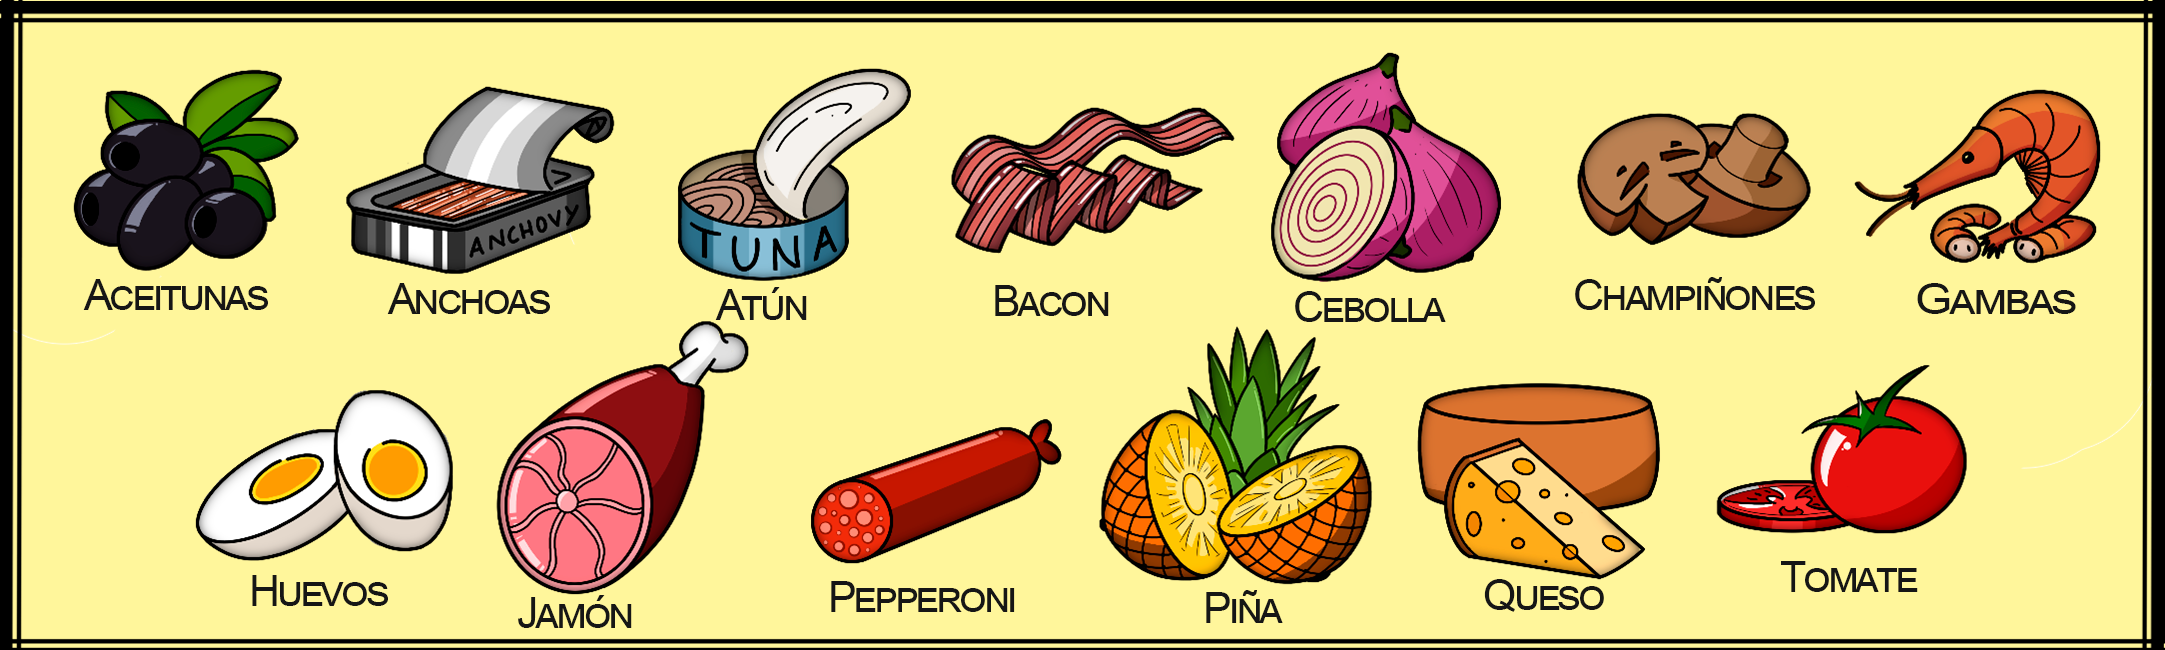 ANCHOVY
TUNA
ACEITUNAS
ANCHOAS
ATÚN
BACON
CEBOLLA
CHAMPIÑONES
GAMBAS
HUEVOS
JAMÓN
PEPPERONI
PIÑA
QUESO
TOMATE